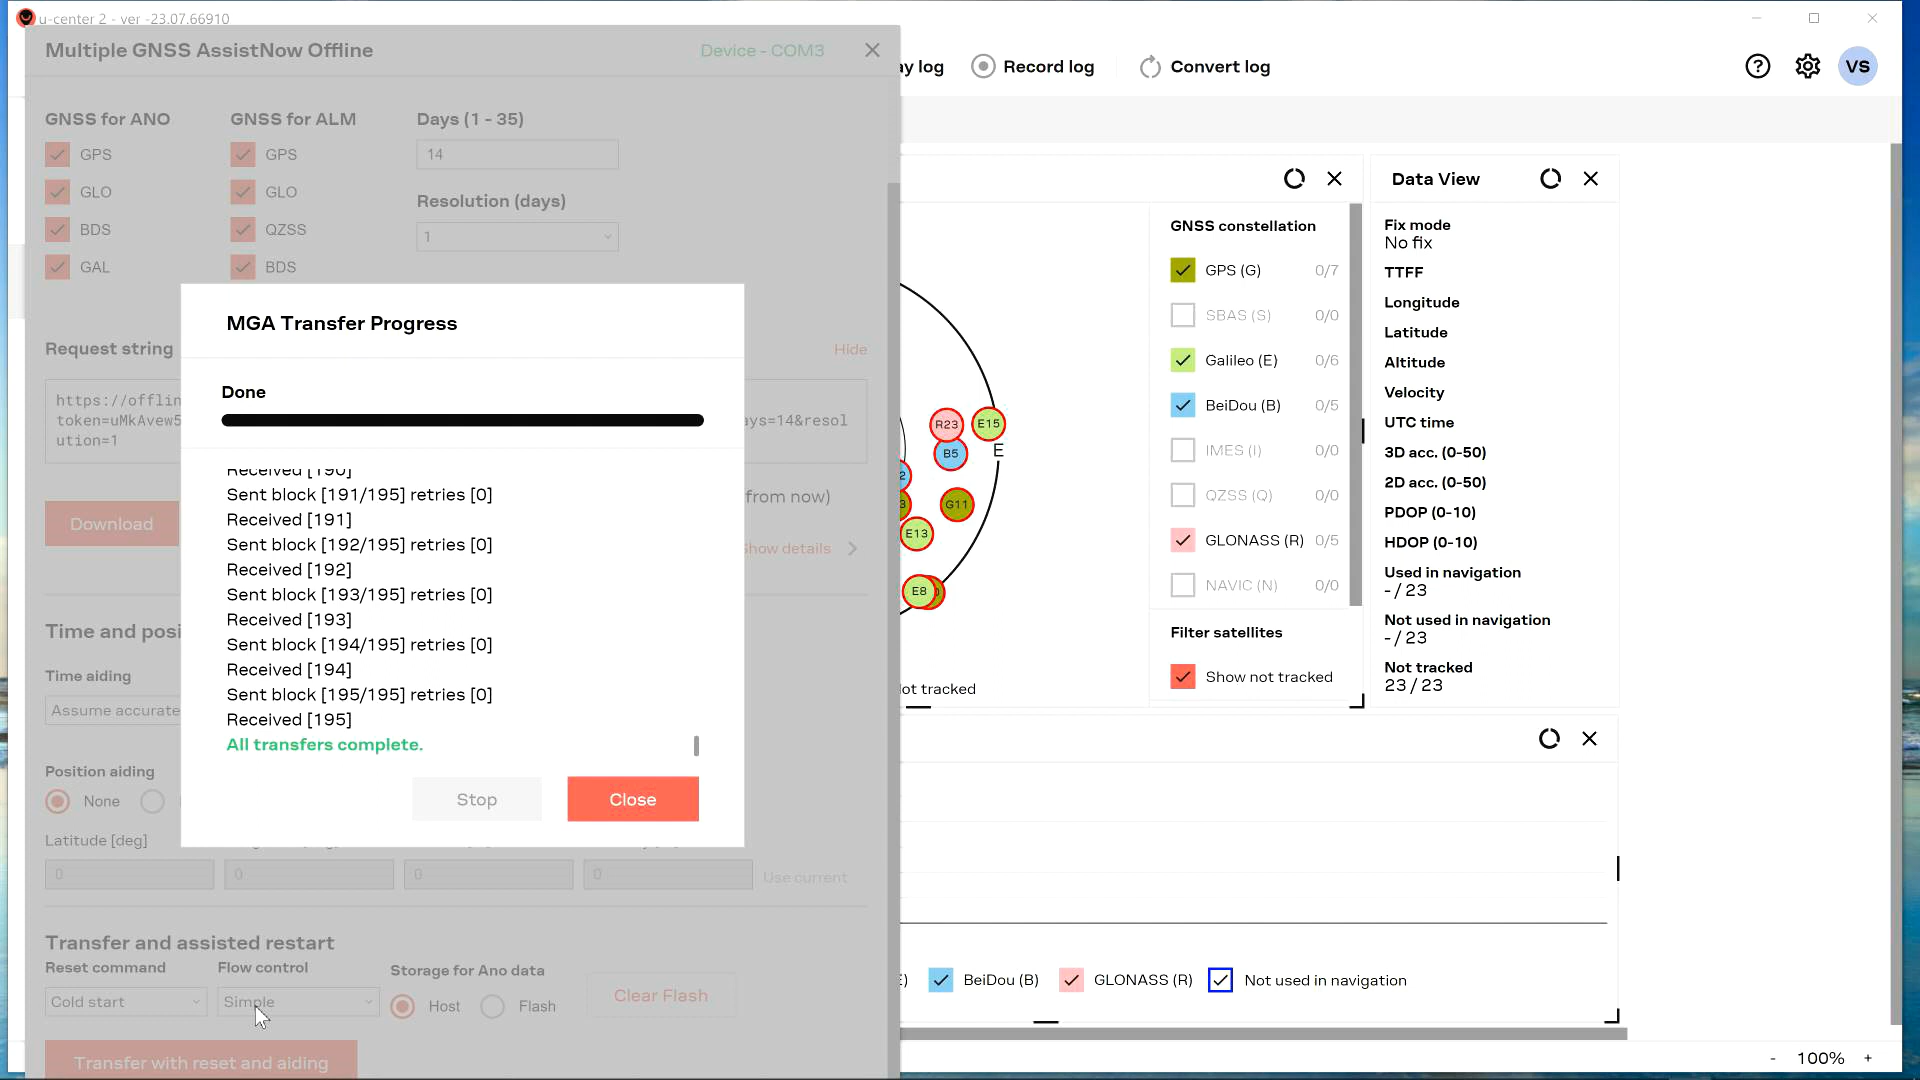 u-center 2 - ver -23.07.66910
Multiple GNSS AssistNow Offline
Device - COM3
ay log
Record log
Convert log
VS
GNSS for ANO
GNSS for ALM
Days (1 - 35)
GPS
GPS
14
GLO
GLO
Resolution (days)
BDS
QZSS
1
GAL
BDS
Request string
Hide
https://offlin
token=uMkAvew5
ays=14&resol
ution=1
Download
from now)
Show details
Time and posi
Time aiding
Assume accurate
Position aiding
None
Latitude [deg]
0
0
0
0
Use current
Transfer and assisted restart
Reset command
Flow control
Storage for Ano data
Cold start
Simple
Host
Flash
Clear Flash
Transfer with reset and aiding
MGA Transfer Progress
Done
Received [190]
Sent block [191/195] retries [0]
Received [191]
Sent block [192/195] retries [0]
Received [192]
Sent block [193/195] retries [0]
Received [193]
Sent block [194/195] retries [0]
Received [194]
Sent block [195/195] retries [0]
Received [195]
All transfers complete.
Stop
Close
R23
E15
B5
E
2
3
G11
E13
E8
ot tracked
GNSS constellation
GPS (G) 0/7
SBAS (S) 0/0
Galileo (E) 0/6
BeiDou (B) 0/5
IMES (I) 0/0
QZSS (Q) 0/0
GLONASS (R) 0/5
NAVIC (N) 0/0
Filter satellites
Show not tracked
Data View
Fix mode
No fix
TTFF
Longitude
Latitude
Altitude
Velocity
UTC time
3D acc. (0-50)
2D acc. (0-50)
PDOP (0-10)
HDOP (0-10)
Used in navigation
- / 23
Not used in navigation
- / 23
Not tracked
23 / 23
E)
BeiDou (B)
GLONASS (R)
Not used in navigation
- 100% +